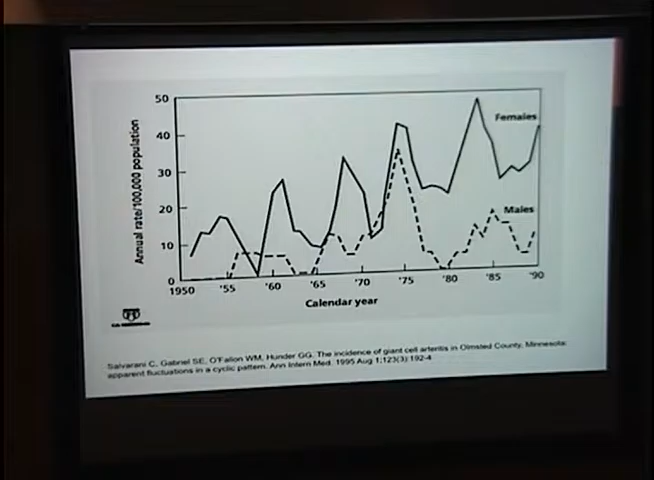 50
40
30
20
10
0
Annual rate/100,000 population
Females
Males
1950 '55 '60 '65 '70 '75 '80 '85 '90
Calendar year
Salvarani C, Gabriel SE, O'Fallon WM, Hunder GG. The incidence of giant cell arteritis in Olmsted County, Minnesota:
apparent fluctuations in a cyclic pattern. Ann Intern Med. 1995 Aug 1;123(3):192-4